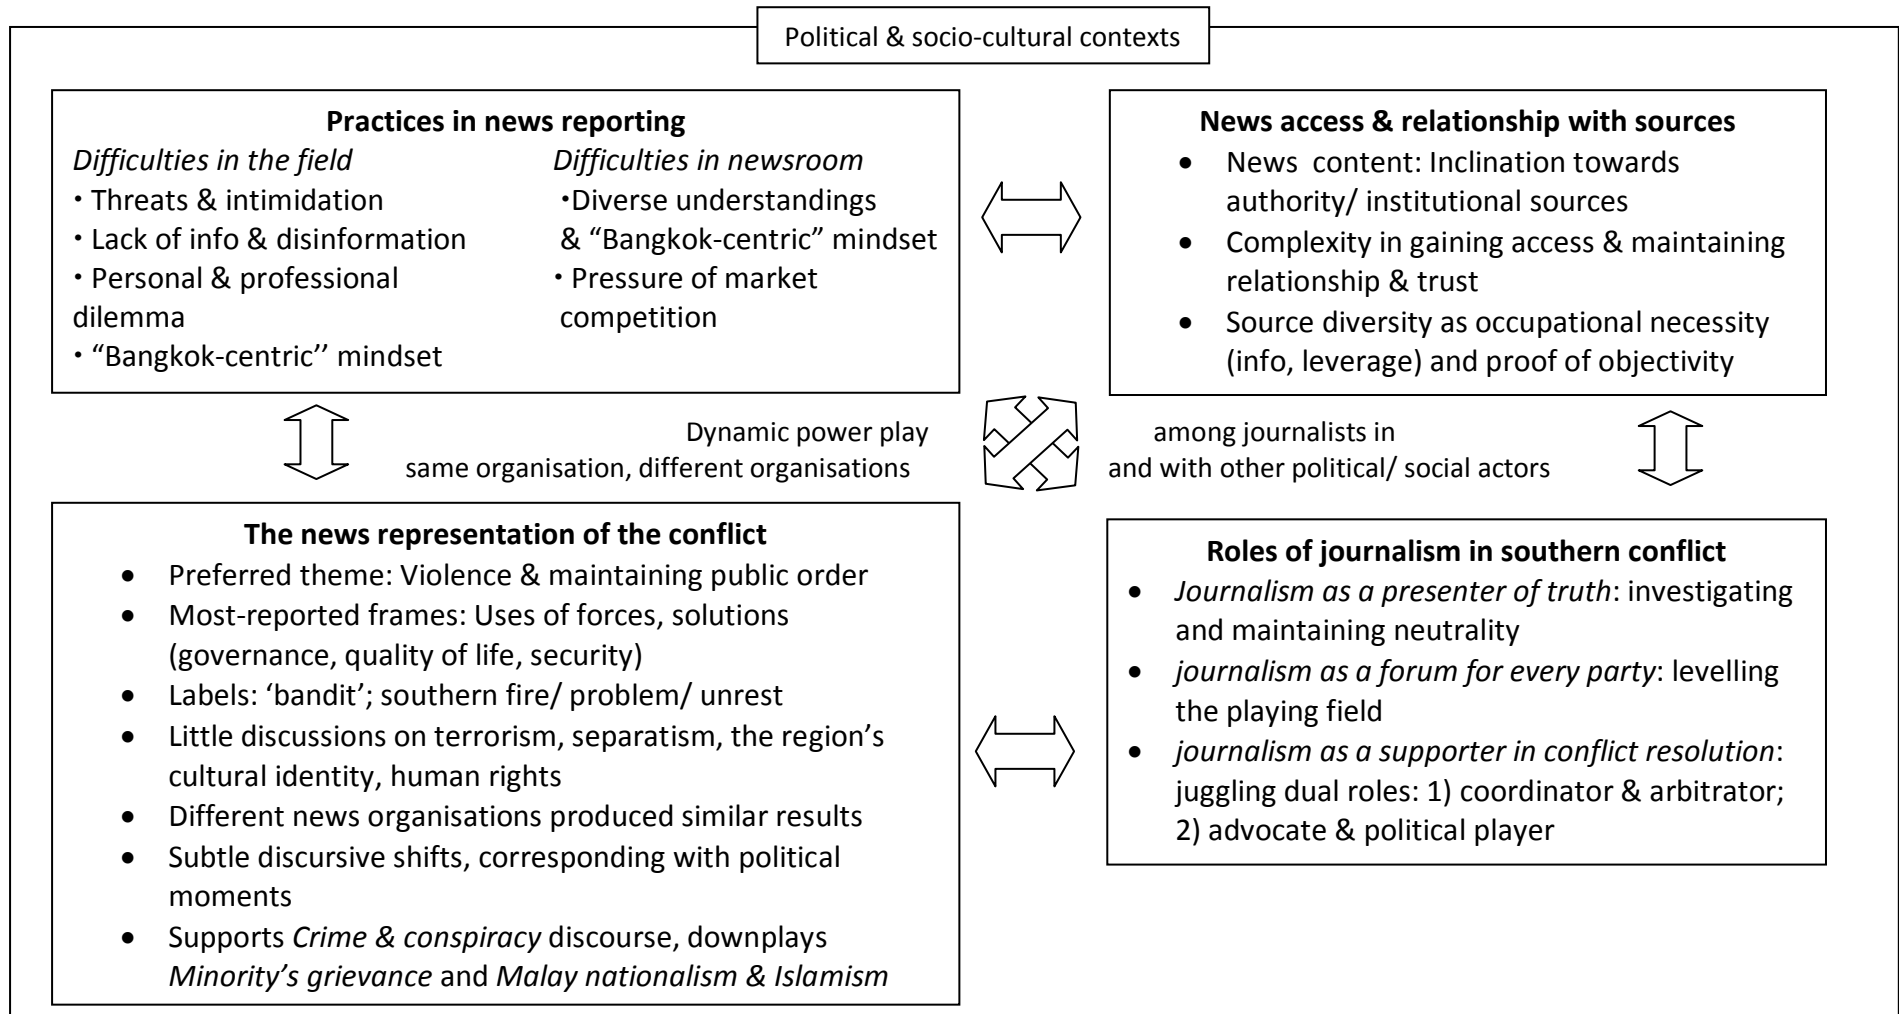 Political & socio-cultural contexts
Practices in news reporting
Difficulties in the field
· Threats & intimidation
· Lack of info & disinformation
· Personal & professional
dilemma
· “Bangkok-centric’’ mindset
Difficulties in newsroom
·Diverse understandings
& “Bangkok-centric” mindset
· Pressure of market
competition
News access & relationship with sources
• News content: Inclination towards
authority/ institutional sources
• Complexity in gaining access & maintaining
relationship & trust
• Source diversity as occupational necessity
(info, leverage) and proof of objectivity
Dynamic power play among journalists in
same organisation, different organisations and with other political/ social actors
The news representation of the conflict
• Preferred theme: Violence & maintaining public order
• Most-reported frames: Uses of forces, solutions
(governance, quality of life, security)
• Labels: ‘bandit’; southern fire/ problem/ unrest
• Little discussions on terrorism, separatism, the region’s
cultural identity, human rights
• Different news organisations produced similar results
• Subtle discursive shifts, corresponding with political
moments
• Supports Crime & conspiracy discourse, downplays
Minority’s grievance and Malay nationalism & Islamism
Roles of journalism in southern conflict
• Journalism as a presenter of truth: investigating
and maintaining neutrality
• journalism as a forum for every party: levelling
the playing field
• journalism as a supporter in conflict resolution:
juggling dual roles: 1) coordinator & arbitrator;
2) advocate & political player